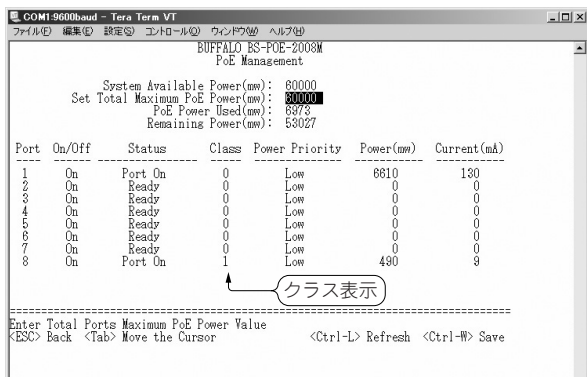 COM1:9600baud - Tera Term VT
ファイル(F) 編集(E) 設定(S) コントロール(O) ウィンドウ(W) ヘルプ(H)
BUFFALO BS-POE-2008M
PoE Management
System Available Power(mw): 60000
Set Total Maximum PoE Power(mw): 60000
PoE Power Used(mw): 6973
Remaining Power(mw): 53027
Port On/Off Status Class Power Priority Power(mw) Current(mA)
1 On Port On 0 Low 6610 130
2 On Ready 0 Low 0 0
3 On Ready 0 Low 0 0
4 On Ready 0 Low 0 0
5 On Ready 0 Low 0 0
6 On Ready 0 Low 0 0
7 On Ready 0 Low 0 0
8 On Port On 1 Low 490 9
クラス表示
Enter Total Ports Maximum PoE Power Value
<ESC> Back <Tab> Move the Cursor <Ctrl-L> Refresh <Ctrl-W> Save